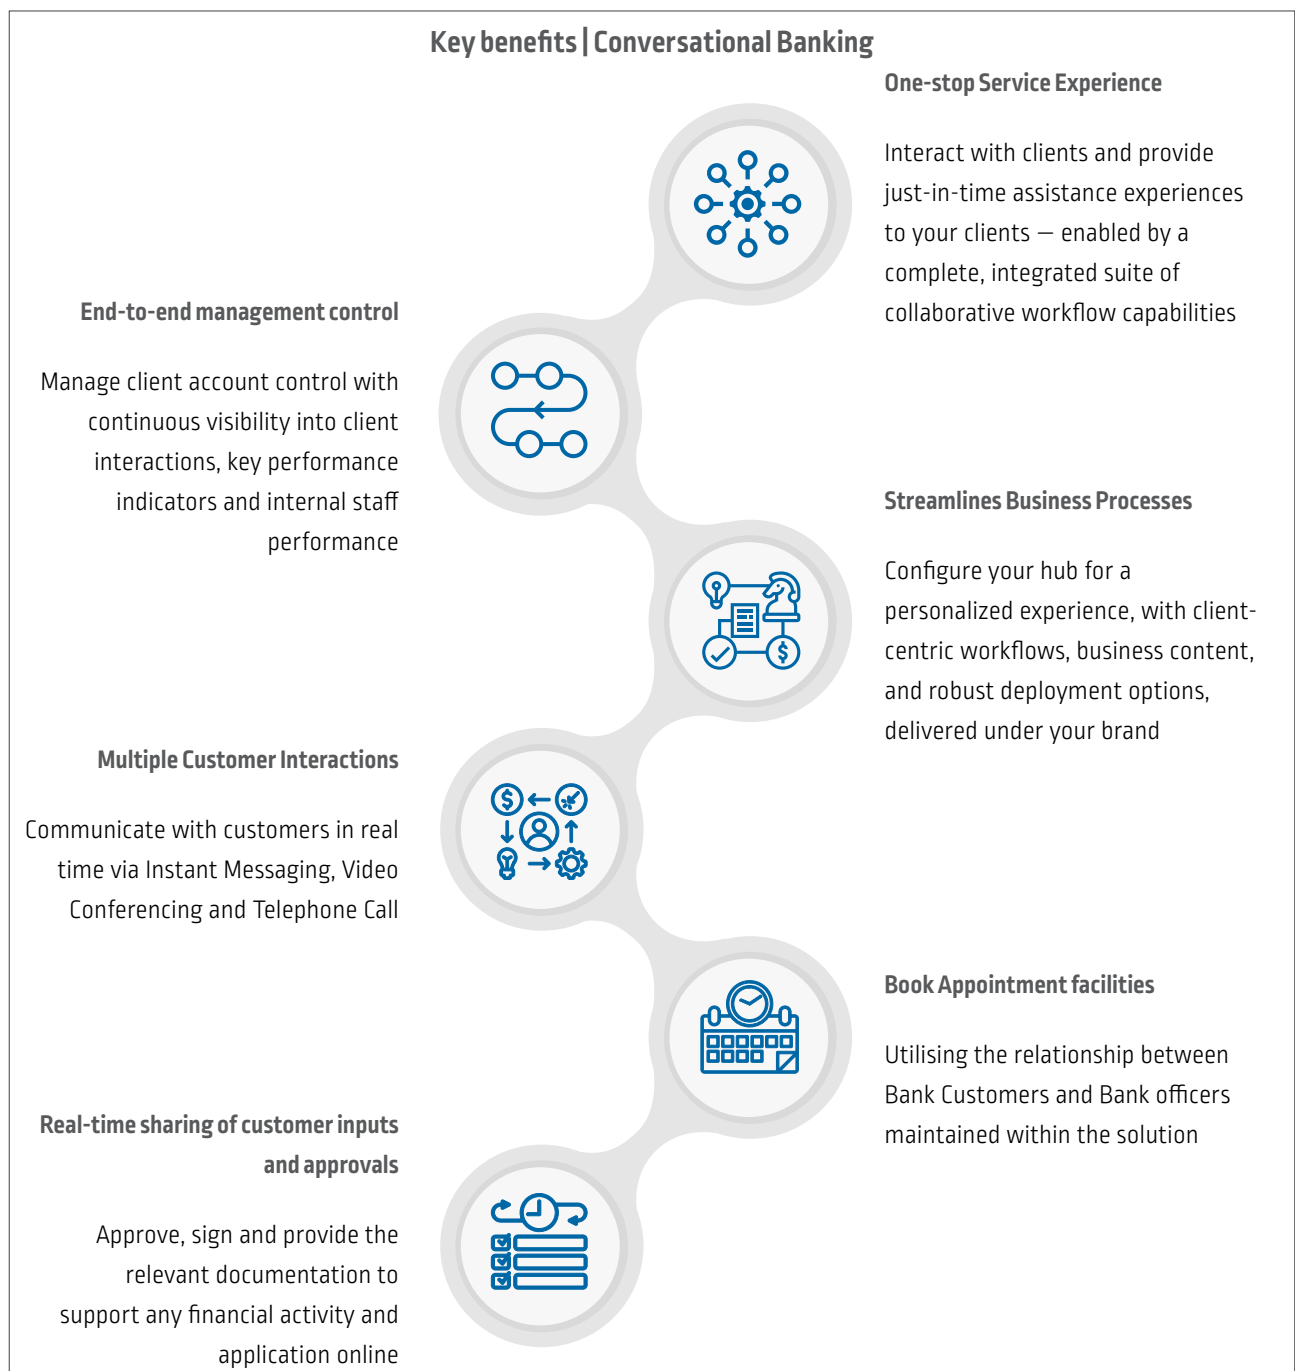 Key benefits | Conversational Banking
One-stop Service Experience
Interact with clients and provide
just-in-time assistance experiences
to your clients — enabled by a
complete, integrated suite of
collaborative workflow capabilities
End-to-end management control
Manage client account control with
continuous visibility into client
interactions, key performance
indicators and internal staff
performance
Streamlines Business Processes
Configure your hub for a
personalized experience, with client-
centric workflows, business content,
and robust deployment options,
delivered under your brand
Multiple Customer Interactions
Communicate with customers in real
time via Instant Messaging, Video
Conferencing and Telephone Call
Book Appointment facilities
Utilising the relationship between
Bank Customers and Bank officers
maintained within the solution
Real-time sharing of customer inputs
and approvals
Approve, sign and provide the
relevant documentation to
support any financial activity and
application online